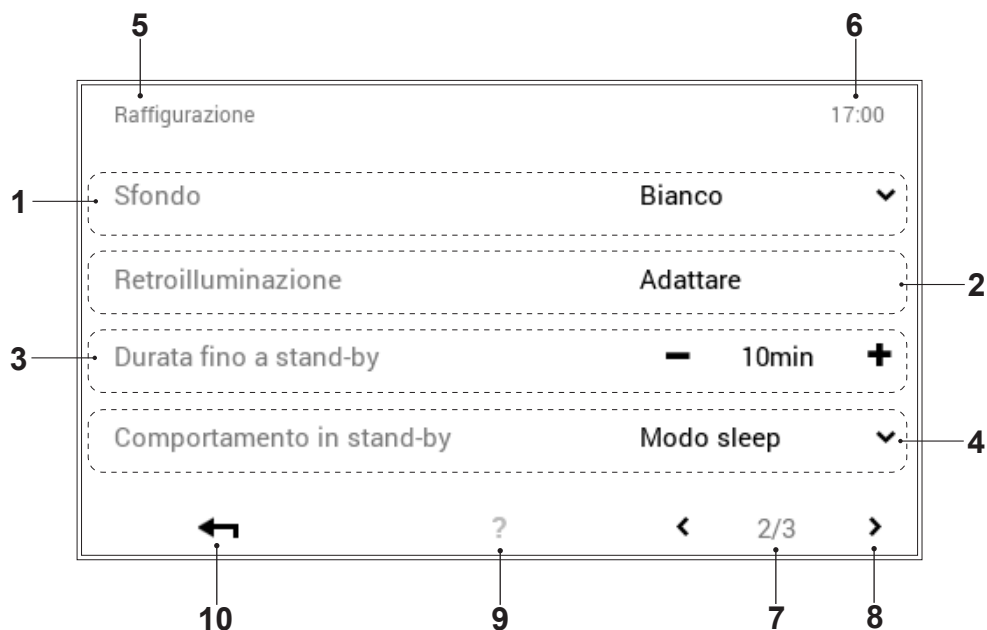 5 6
Raffigurazione 17:00
1 Sfondo Bianco
Retroilluminazione Adattare 2
3 Durata fino a stand-by − 10min +
Comportamento in stand-by Modo sleep 4
? < 2/3 >
10 9 7 8